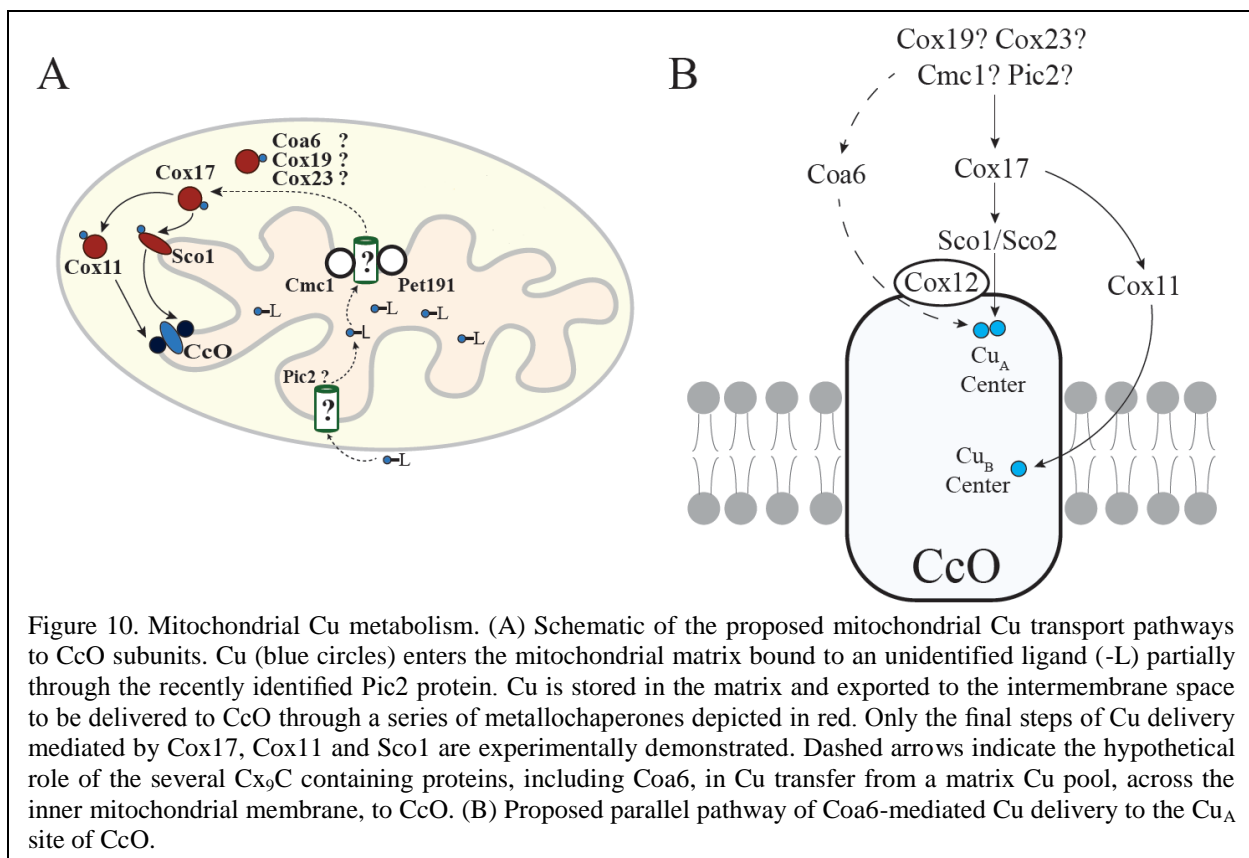 A
Coa6 ?
Cox19 ?
Cox23 ?
Cox17
Cox11
Sco1
?
Cmc1
Pet191
-L
-L
-L
-L
-L
CcO
Pic2 ?
?
-L
B
Cox19? Cox23?
Cmc1? Pic2?
Coa6
Cox17
Sco1/Sco2
Cox12
Cox11
CuA
Center
CuB
Center
CcO
Figure 10. Mitochondrial Cu metabolism. (A) Schematic of the proposed mitochondrial Cu transport pathways
to CcO subunits. Cu (blue circles) enters the mitochondrial matrix bound to an unidentified ligand (-L) partially
through the recently identified Pic2 protein. Cu is stored in the matrix and exported to the intermembrane space
to be delivered to CcO through a series of metallochaperones depicted in red. Only the final steps of Cu delivery
mediated by Cox17, Cox11 and Sco1 are experimentally demonstrated. Dashed arrows indicate the hypothetical
role of the several Cx₉C containing proteins, including Coa6, in Cu transfer from a matrix Cu pool, across the
inner mitochondrial membrane, to CcO. (B) Proposed parallel pathway of Coa6-mediated Cu delivery to the CuA
site of CcO.